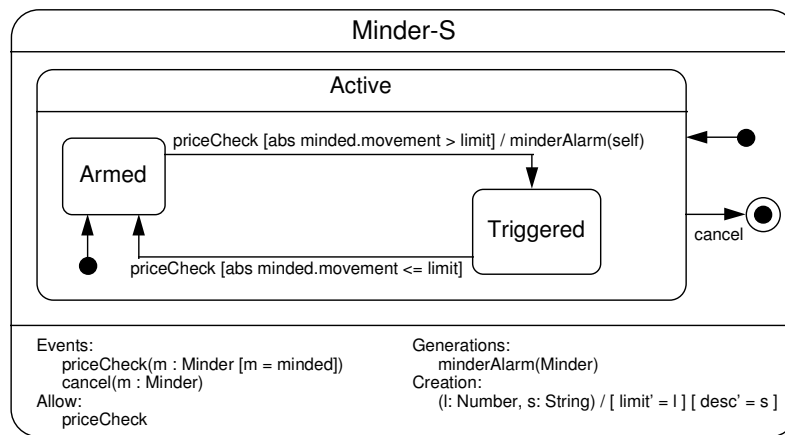 Minder-S
Active
priceCheck [abs minded.movement > limit] / minderAlarm(self)
Armed
Triggered
cancel
priceCheck [abs minded.movement <= limit]
Events:
priceCheck(m : Minder [m = minded])
cancel(m : Minder)
Allow:
priceCheck
Generations:
minderAlarm(Minder)
Creation:
(l: Number, s: String) / [ limit' = l ] [ desc' = s ]